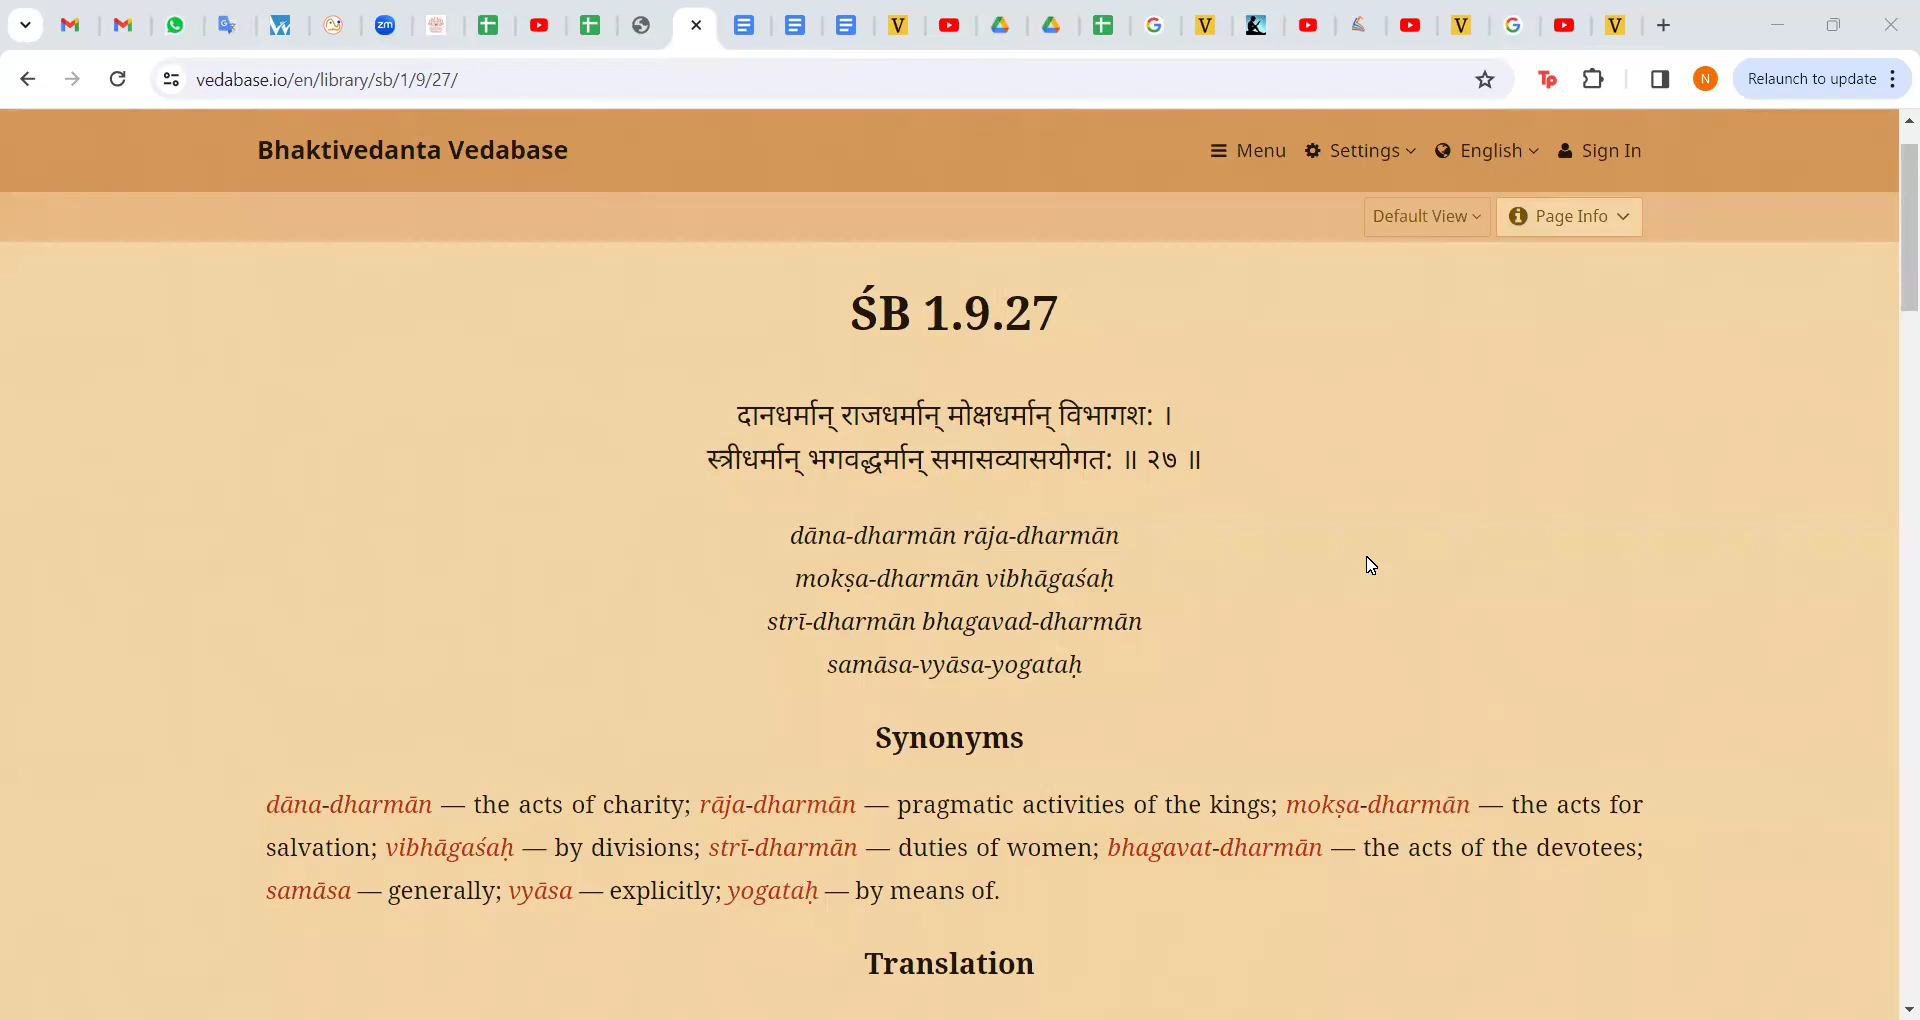 zm
vedabase.io/en/library/sb/1/9/27/
Tp
N
Relaunch to update
Bhaktivedanta Vedabase
Menu
Settings
English
Sign In
Default View
Page Info
ŚB 1.9.27
दानधर्मान् राजधर्मान् मोक्षधर्मान् विभागश: ।
स्त्रीधर्मान् भगवद्धर्मान् समासव्यासयोगत: ॥ २७ ॥
dāna-dharmān rāja-dharmān
mokṣa-dharmān vibhāgaśaḥ
strī-dharmān bhagavad-dharmān
samāsa-vyāsa-yogataḥ
Synonyms
dāna-dharmān — the acts of charity; rāja-dharmān — pragmatic activities of the kings; mokṣa-dharmān — the acts for
salvation; vibhāgaśaḥ — by divisions; strī-dharmān — duties of women; bhagavat-dharmān — the acts of the devotees;
samāsa — generally; vyāsa — explicitly; yogataḥ — by means of.
Translation